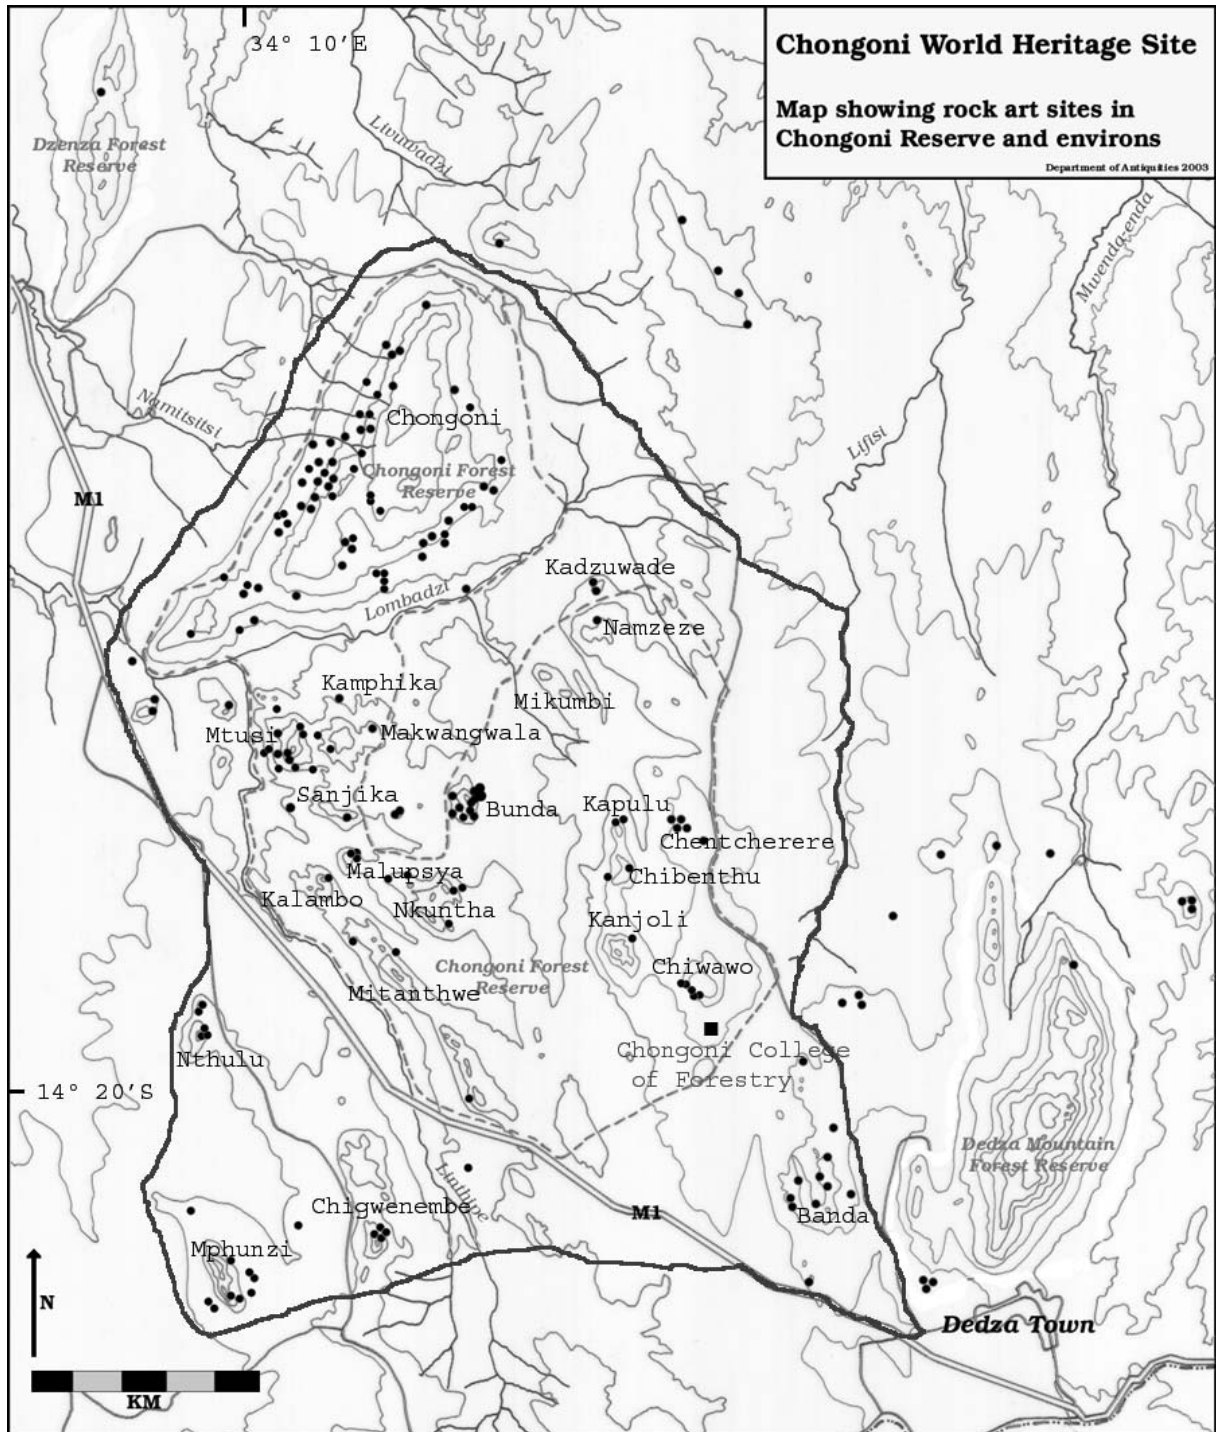 34° 10'E
Chongoni World Heritage Site
Map showing rock art sites in
Chongoni Reserve and environs
Department of Antiquities 2003
Dzenza Forest
Reserve
Livuwadzi
Mwenda-enda
Namitsitsi
Chongoni
Lifisi
Chongoni Forest
Reserve
M1
Kadzuwade
Lombadzi
Namzeze
Kamphika
Mikumbi
Mtusi
Makwangwala
Sanjika
Bunda
Kapulu
Chentcherere
Malupsya
Chibenthu
Kalambo
Nkuntha
Kanjoli
Chongoni Forest
Reserve
Chiwawo
Mitanthwe
Nthulu
Chongoni College
of Forestry
14° 20'S
Dedza Mountain
Forest Reserve
Linthipe
Chigwenembe
M1
Banda
Mphunzi
N
Dedza Town
KM